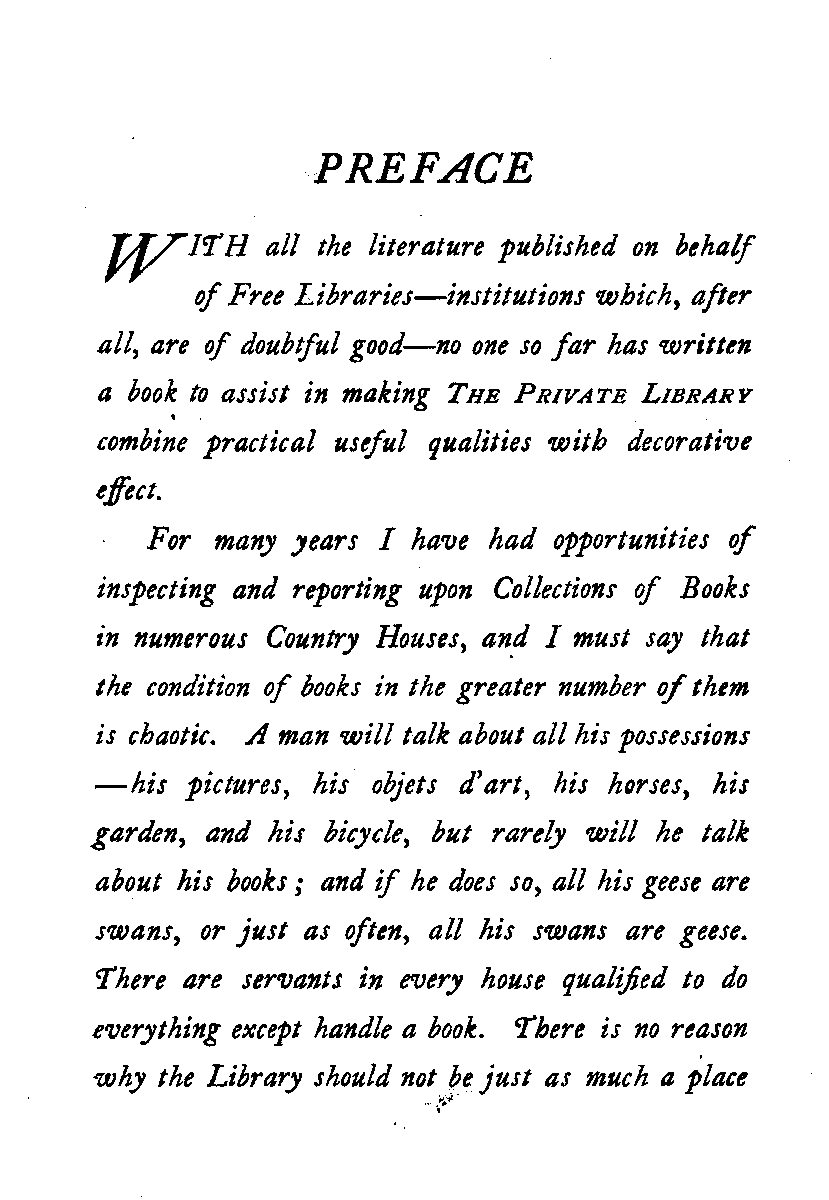 PREFACE
WITH all the literature published on behalf
of Free Libraries—institutions which, after
all, are of doubtful good—no one so far has written
a book to assist in making THE PRIVATE LIBRARY
combine practical useful qualities with decorative
effect.
For many years I have had opportunities of
inspecting and reporting upon Collections of Books
in numerous Country Houses, and I must say that
the condition of books in the greater number of them
is chaotic. A man will talk about all his possessions
—his pictures, his objets d'art, his horses, his
garden, and his bicycle, but rarely will he talk
about his books; and if he does so, all his geese are
swans, or just as often, all his swans are geese.
There are servants in every house qualified to do
everything except handle a book. There is no reason
why the Library should not be just as much a place